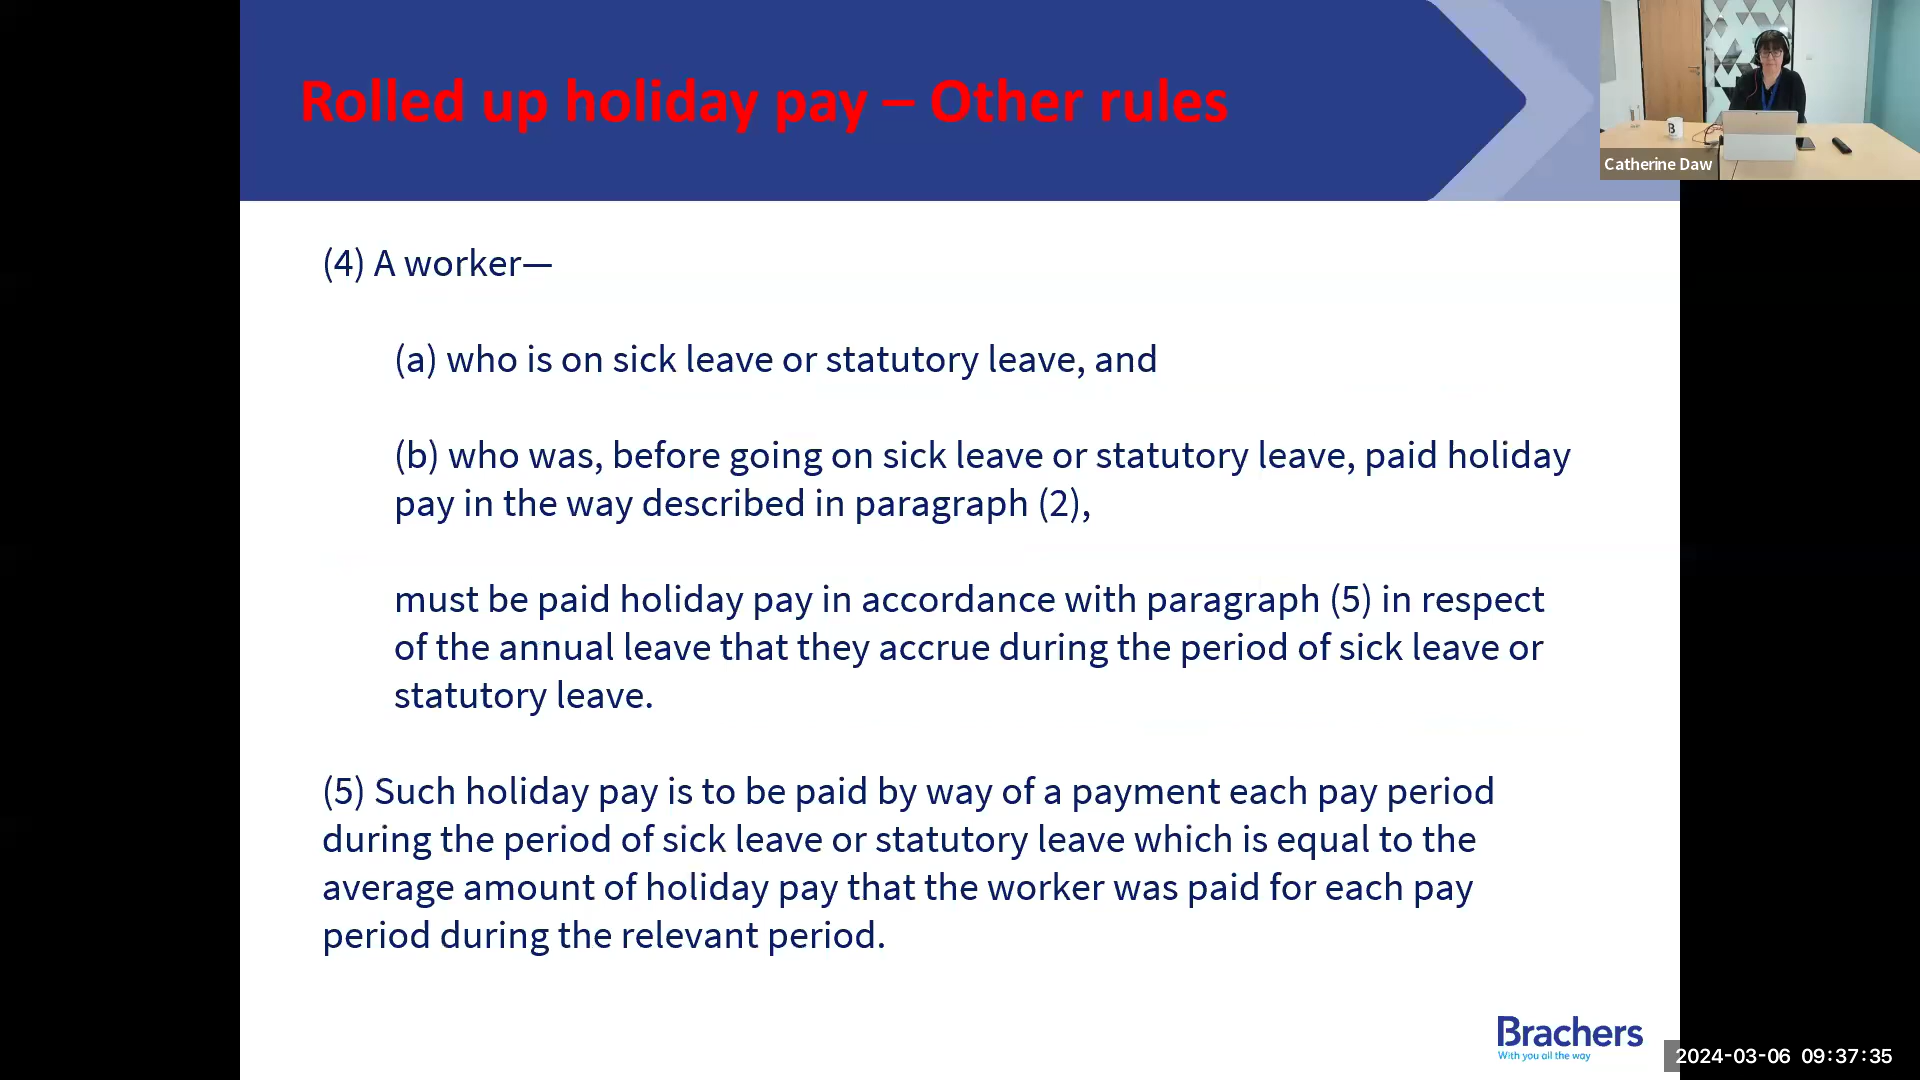 Rolled up holiday pay – Other rules
Catherine Daw
B
(4) A worker—
(a) who is on sick leave or statutory leave, and
(b) who was, before going on sick leave or statutory leave, paid holiday
pay in the way described in paragraph (2),
must be paid holiday pay in accordance with paragraph (5) in respect
of the annual leave that they accrue during the period of sick leave or
statutory leave.
(5) Such holiday pay is to be paid by way of a payment each pay period
during the period of sick leave or statutory leave which is equal to the
average amount of holiday pay that the worker was paid for each pay
period during the relevant period.
Brachers
With you all the way
2024-03-06 09:37:35